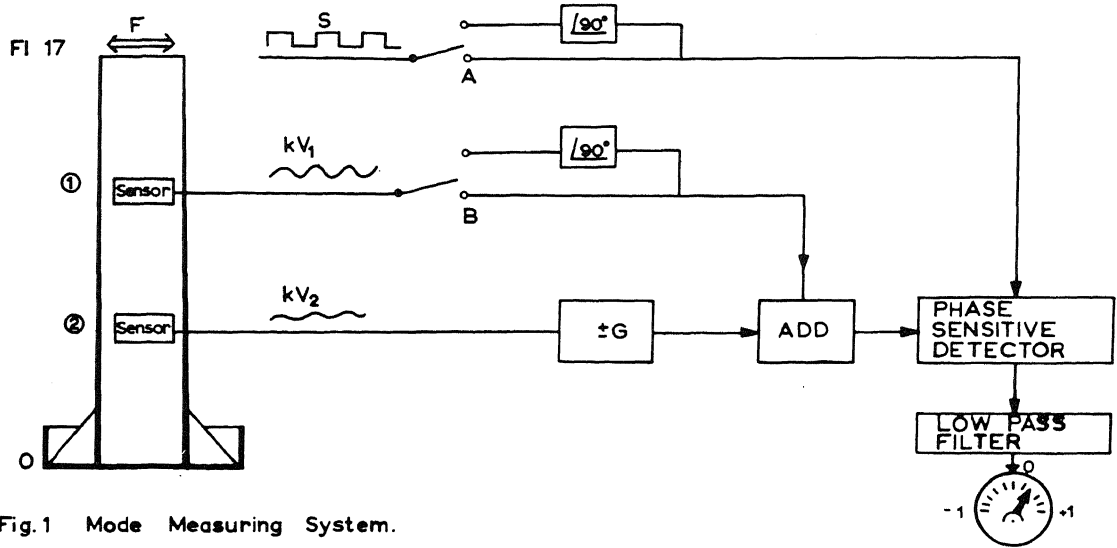 F
S
∠90°
Fl 17
A
kV₁
∠90°
①
Sensor
B
kV₂
②
Sensor
±G
ADD
PHASE
SENSITIVE
DETECTOR
LOW PASS
FILTER
O
0
-1
+1
Fig.1 Mode Measuring System.